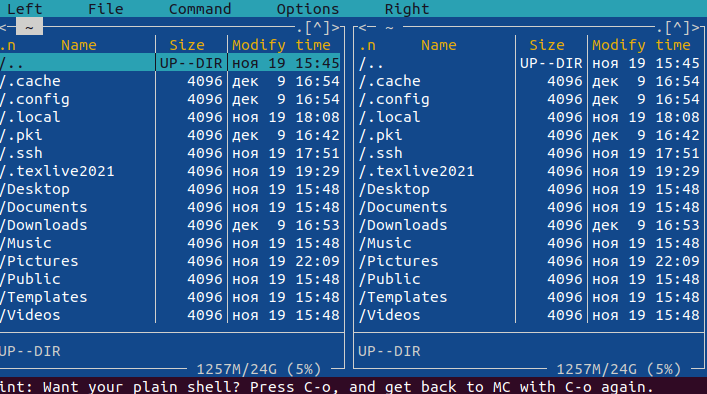 Left     File     Command     Options     Right
<─ ~ ─.[^]>  <─ ~ ─.[^]>
.n Name Size Modify time  .n Name Size Modify time
/.. UP--DIR ноя 19 15:45  /.. UP--DIR ноя 19 15:45
/.cache 4096 дек  9 16:54  /.cache 4096 дек  9 16:54
/.config 4096 дек  9 16:54  /.config 4096 дек  9 16:54
/.local 4096 ноя 19 18:08  /.local 4096 ноя 19 18:08
/.pki 4096 дек  9 16:42  /.pki 4096 дек  9 16:42
/.ssh 4096 ноя 19 17:51  /.ssh 4096 ноя 19 17:51
/.texlive2021 4096 ноя 19 19:29  /.texlive2021 4096 ноя 19 19:29
/Desktop 4096 ноя 19 15:48  /Desktop 4096 ноя 19 15:48
/Documents 4096 ноя 19 15:48  /Documents 4096 ноя 19 15:48
/Downloads 4096 дек  9 16:53  /Downloads 4096 дек  9 16:53
/Music 4096 ноя 19 15:48  /Music 4096 ноя 19 15:48
/Pictures 4096 ноя 19 22:09  /Pictures 4096 ноя 19 22:09
/Public 4096 ноя 19 15:48  /Public 4096 ноя 19 15:48
/Templates 4096 ноя 19 15:48  /Templates 4096 ноя 19 15:48
/Videos 4096 ноя 19 15:48  /Videos 4096 ноя 19 15:48
UP--DIR  UP--DIR
1257M/24G (5%)  1257M/24G (5%)
int: Want your plain shell? Press C-o, and get back to MC with C-o again.